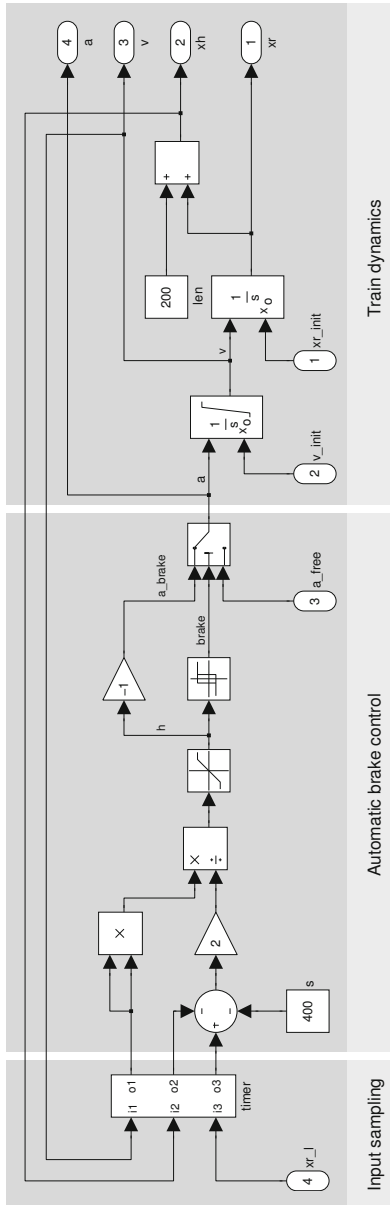 i1 o1
i2 o2
i3 o3
timer
4
xr_l
Input sampling
×
400
s
+
−
−
2
×
÷
h
-1
a_brake
brake
3
a_free
Automatic brake control
a
1
s
x o
2
v_init
v
1
s
x o
1
xr_init
200
len
+
+
4
a
3
v
2
xh
1
xr
Train dynamics